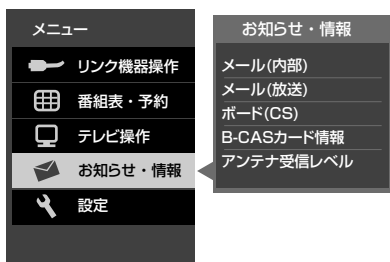 メニュー
リンク機器操作
番組表・予約
テレビ操作
お知らせ・情報
設定
お知らせ・情報
メール(内部)
メール(放送)
ボード(CS)
B-CASカード情報
アンテナ受信レベル